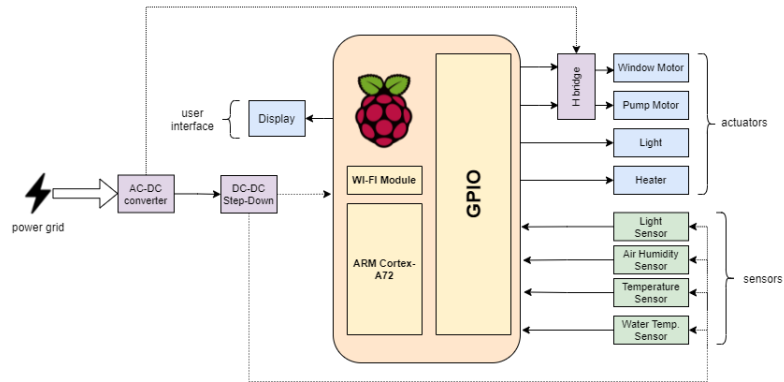 power grid
AC-DC
converter
DC-DC
Step-Down
user
interface
Display
WI-FI Module
ARM Cortex-
A72
GPIO
H bridge
Window Motor
Pump Motor
Light
Heater
actuators
Light
Sensor
Air Humidity
Sensor
Temperature
Sensor
Water Temp.
Sensor
sensors